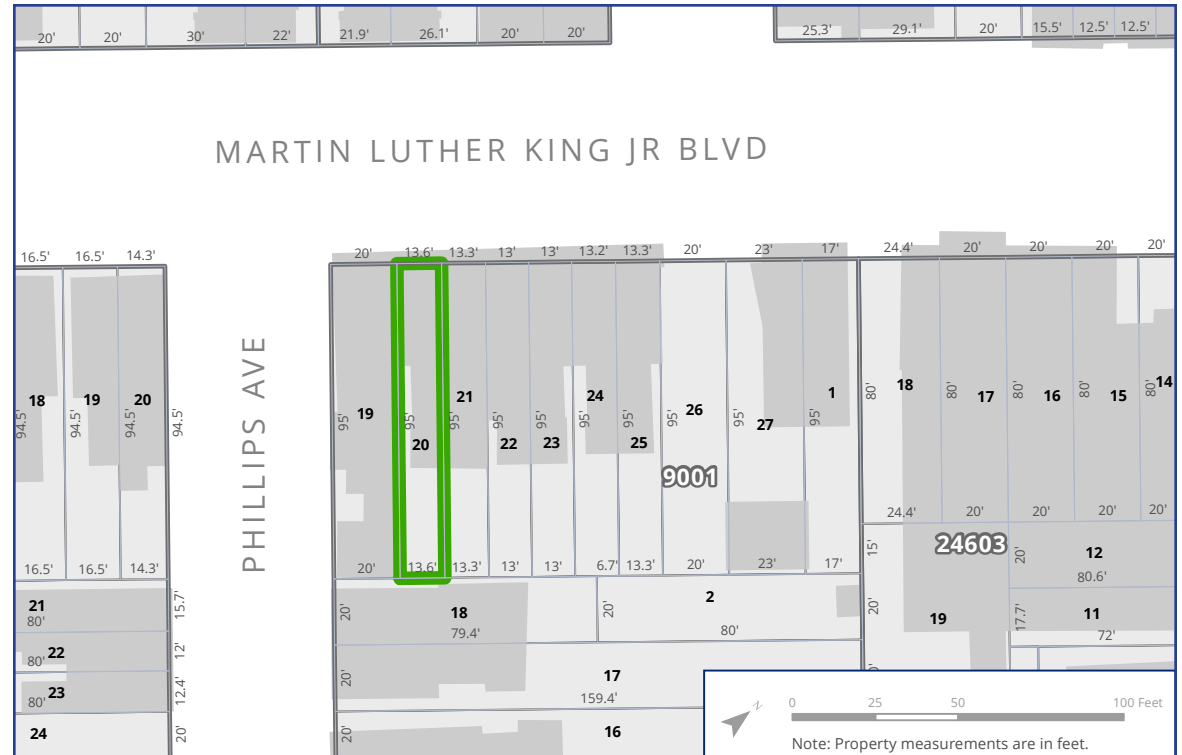 20' 20' 30' 22' 21.9' 26.1' 20' 20' 25.3' 29.1' 20' 15.5' 12.5' 12.5'
MARTIN LUTHER KING JR BLVD
16.5' 16.5' 14.3' 20' 13.6' 13.3' 13' 13' 13.2' 13.3' 20' 23' 17' 24.4' 20' 20' 20' 20'
PHILLIPS AVE
18 19 20 19 20 21 22 23 24 25 26 27 1 18 17 16 15 14
94.5' 94.5' 94.5' 94.5' 95' 95' 95' 95' 95' 95' 95' 95' 80' 80' 80' 80' 80'
9001
24.4' 20' 20' 20' 20'
24603
16.5' 16.5' 14.3' 20' 13.6' 13.3' 13' 13' 6.7' 13.3' 20' 23' 17'
15' 20' 12
80.6'
21 15.7' 20' 18 20' 2 20' 19 17.7' 11
80' 79.4' 80' 72'
22 12'
80'
23 12.4' 20' 17
80' 159.4'
24 20' 20' 16
N
0 25 50 100 Feet
Note: Property measurements are in feet.